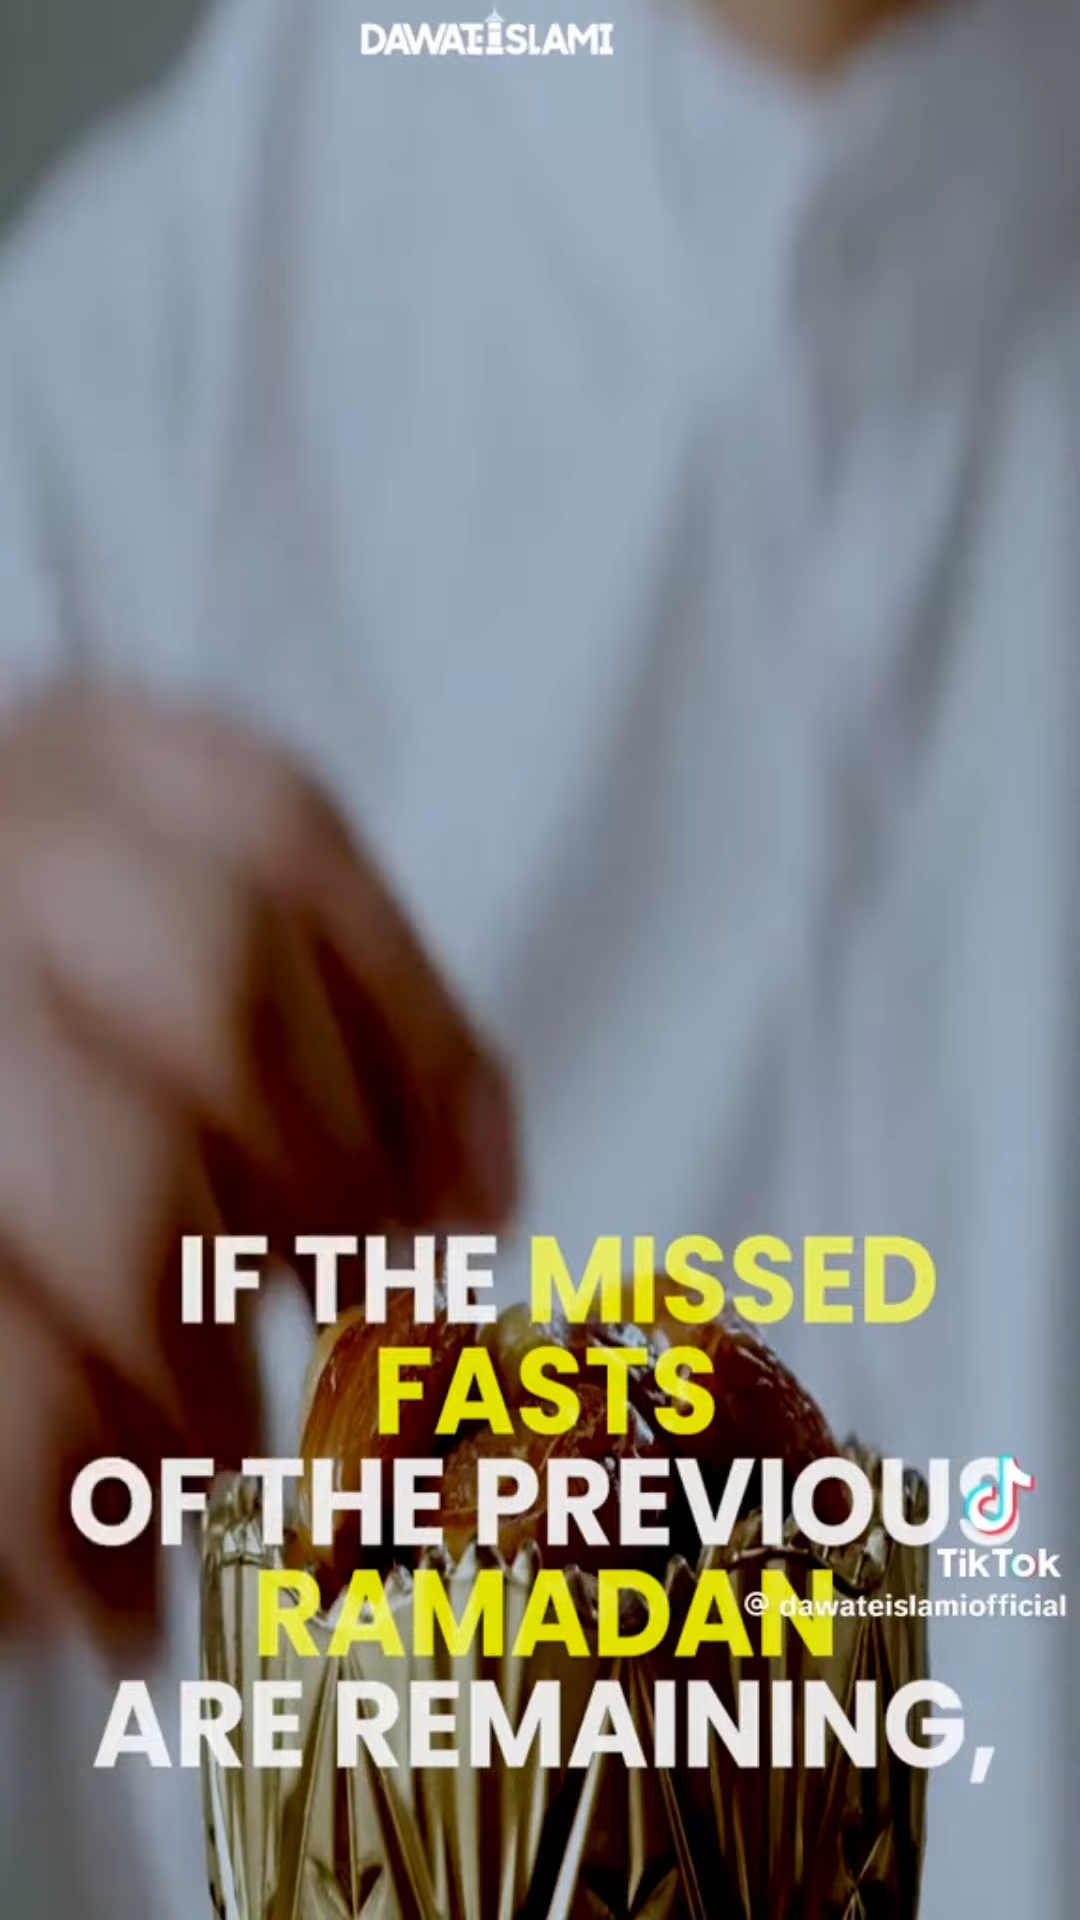 DAWATEISLAMI
IF THE MISSED
FASTS
OF THE PREVIOUS
TikTok
RAMADAN
@ dawateislamiofficial
ARE REMAINING,